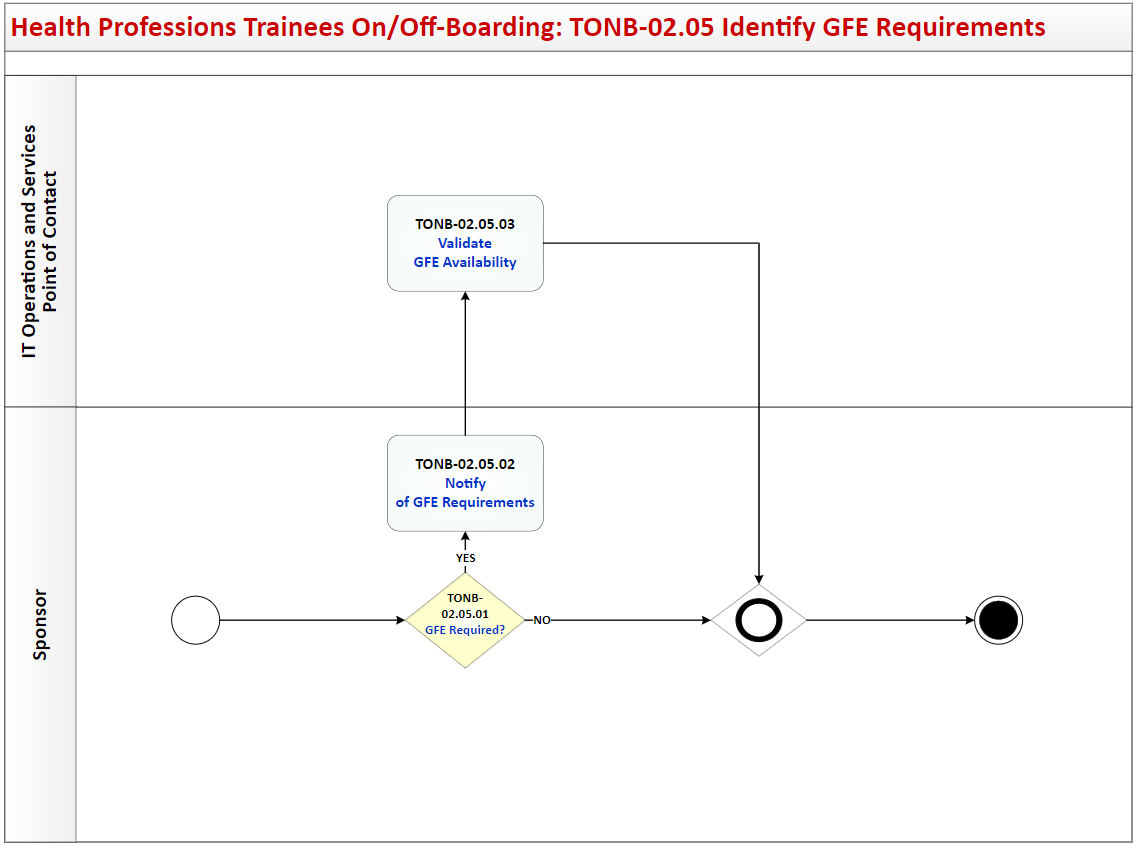 Health Professions Trainees On/Off-Boarding: TONB-02.05 Identify GFE Requirements
IT Operations and Services
Point of Contact
TONB-02.05.03
Validate
GFE Availability
Sponsor
TONB-02.05.02
Notify
of GFE Requirements
YES
TONB-
02.05.01
GFE Required?
NO